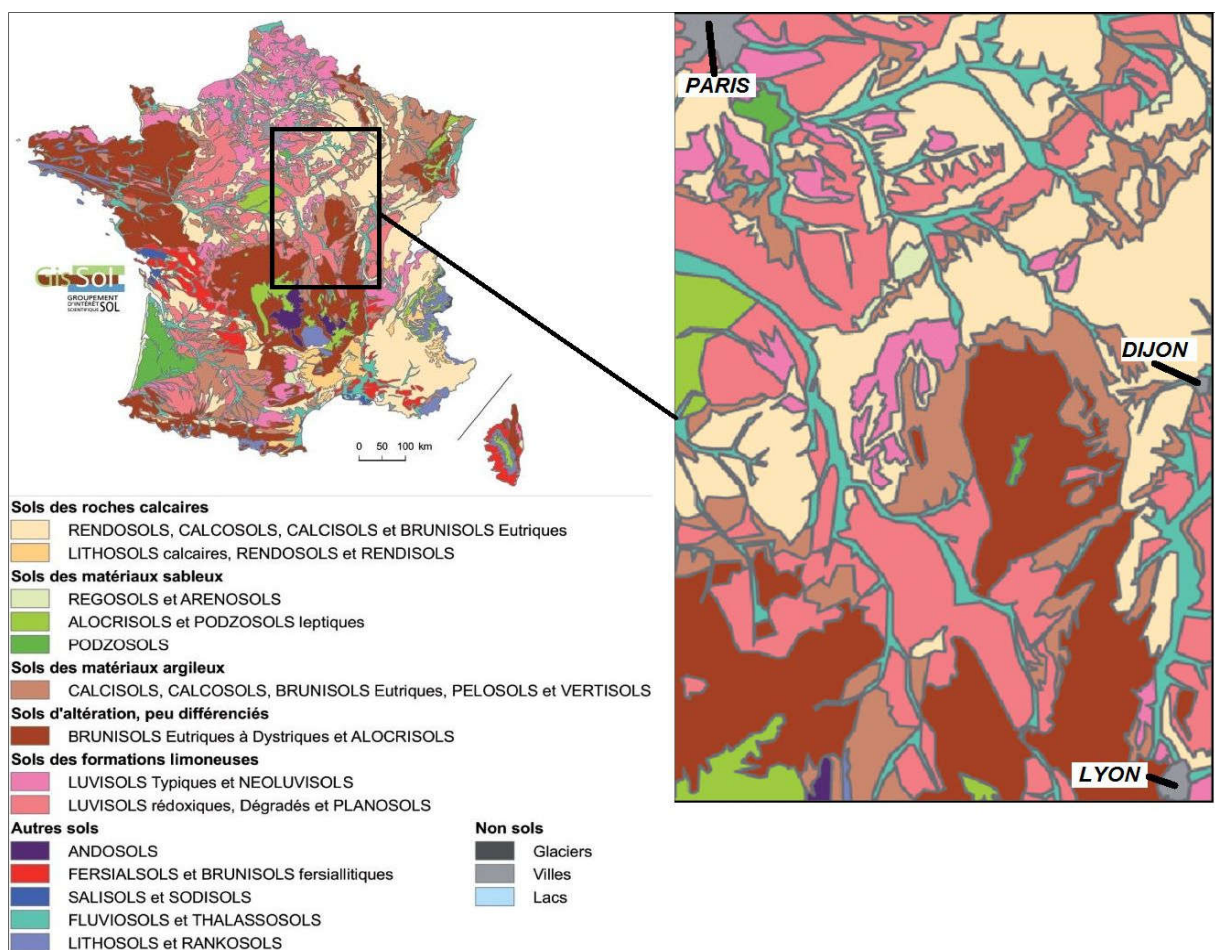 PARIS
DIJON
LYON
Gis Sol
GROUPEMENT
D'INTÉRÊT
SCIENTIFIQUE SOL
0 50 100 km
Sols des roches calcaires
RENDOSOLS, CALCOSOLS, CALCISOLS et BRUNISOLS Eutriques
LITHOSOLS calcaires, RENDOSOLS et RENDISOLS
Sols des matériaux sableux
REGOSOLS et ARENOSOLS
ALOCRISOLS et PODZOSOLS leptiques
PODZOSOLS
Sols des matériaux argileux
CALCISOLS, CALCOSOLS, BRUNISOLS Eutriques, PELOSOLS et VERTISOLS
Sols d'altération, peu différenciés
BRUNISOLS Eutriques à Dystriques et ALOCRISOLS
Sols des formations limoneuses
LUVISOLS Typiques et NEOLUVISOLS
LUVISOLS rédoxiques, Dégradés et PLANOSOLS
Autres sols
ANDOSOLS
FERSIALSOLS et BRUNISOLS fersiallitiques
SALISOLS et SODISOLS
FLUVIOSOLS et THALASSOSOLS
LITHOSOLS et RANKOSOLS
Non sols
Glaciers
Villes
Lacs